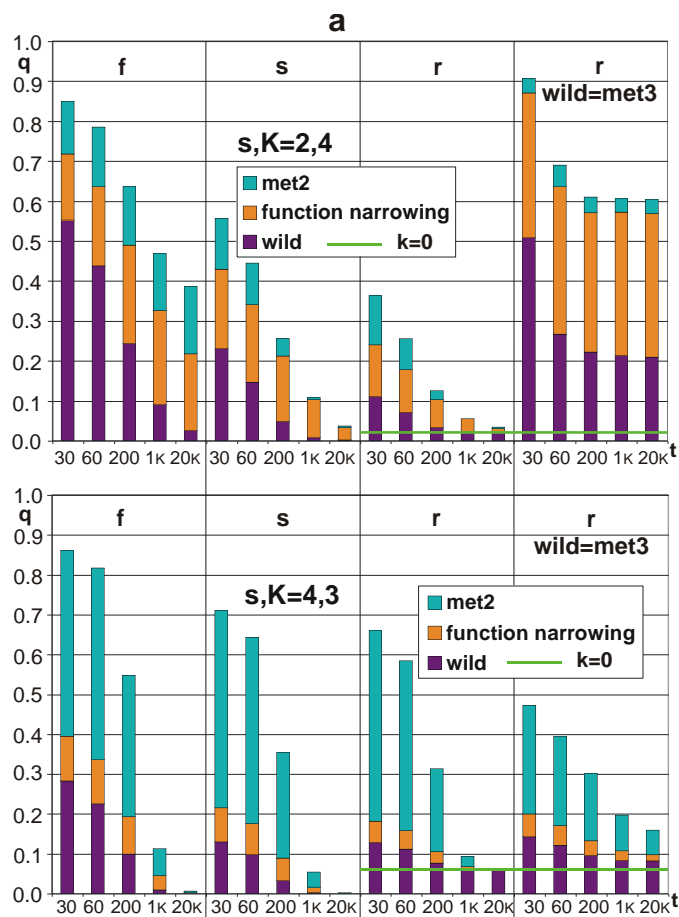 a
q
f
s
r
r
wild=met3
s,K=2,4
met2
function narrowing
wild
k=0
1.0
0.9
0.8
0.7
0.6
0.5
0.4
0.3
0.2
0.1
0.0
30 60 200 1K 20K
30 60 200 1K 20K
30 60 200 1K 20K
30 60 200 1K 20K
t
q
f
s
r
r
wild=met3
s,K=4,3
met2
function narrowing
wild
k=0
1.0
0.9
0.8
0.7
0.6
0.5
0.4
0.3
0.2
0.1
0.0
30 60 200 1K 20K
30 60 200 1K 20K
30 60 200 1K 20K
30 60 200 1K 20K
t